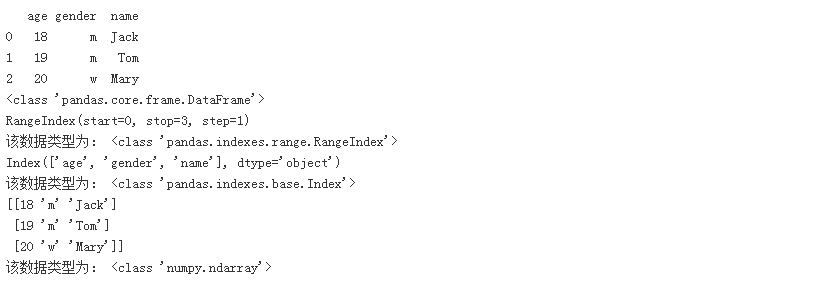 age gender  name
0   18      m  Jack
1   19      m   Tom
2   20      w  Mary
<class 'pandas.core.frame.DataFrame'>
RangeIndex(start=0, stop=3, step=1)
该数据类型为： <class 'pandas.indexes.range.RangeIndex'>
Index(['age', 'gender', 'name'], dtype='object')
该数据类型为： <class 'pandas.indexes.base.Index'>
[[18 'm' 'Jack']
 [19 'm' 'Tom']
 [20 'w' 'Mary']]
该数据类型为： <class 'numpy.ndarray'>